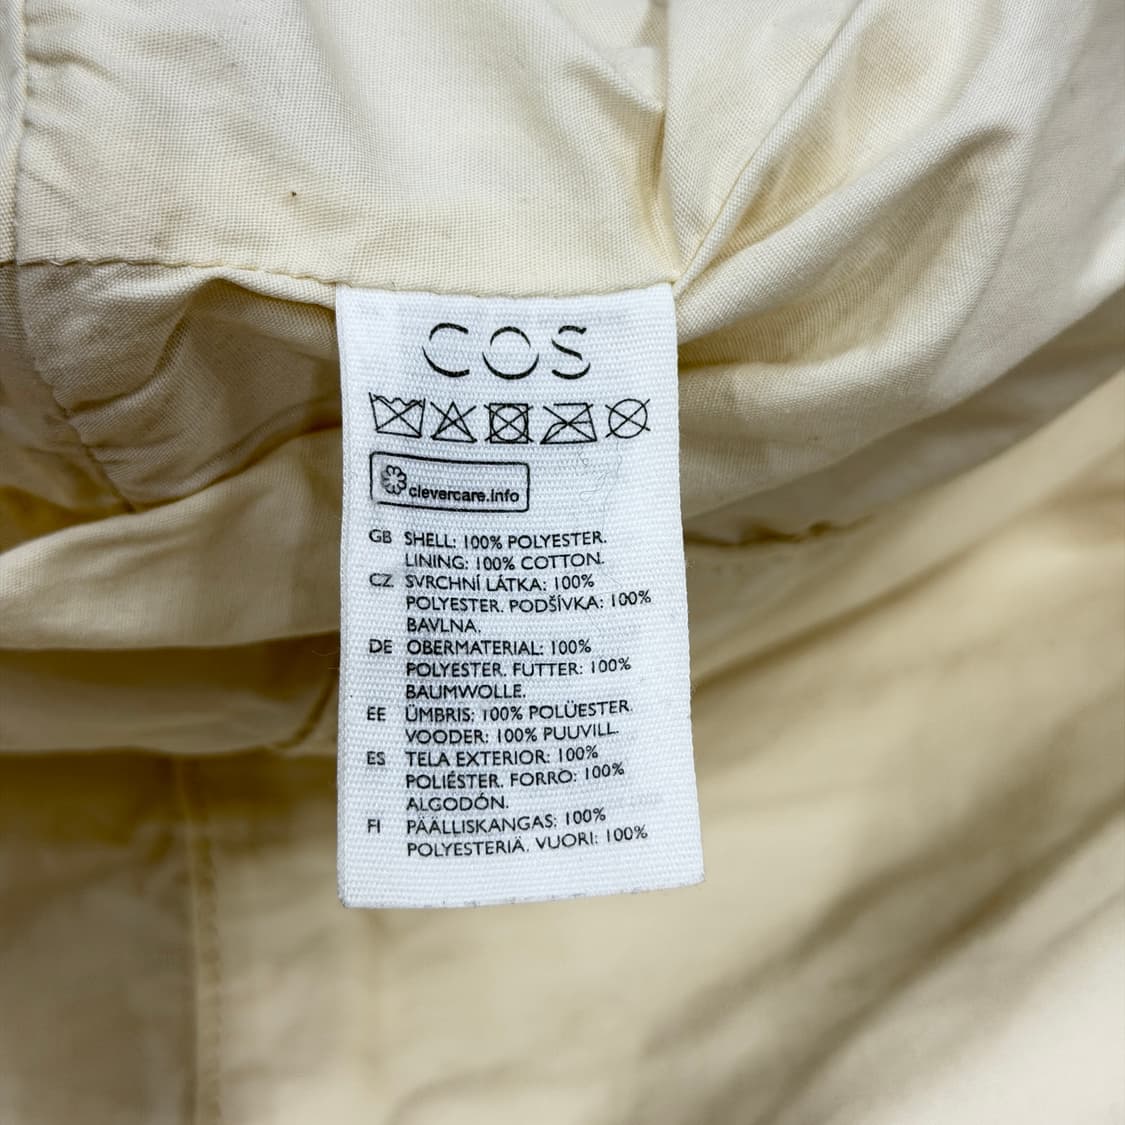 COS
clevercare.info
GB SHELL: 100% POLYESTER.
LINING: 100% COTTON.
CZ SVRCHNÍ LÁTKA: 100%
POLYESTER. PODŠÍVKA: 100%
BAVLNA.
DE OBERMATERIAL: 100%
POLYESTER. FUTTER: 100%
BAUMWOLLE.
EE ÜMBRIS: 100% POLÜESTER.
VOODER: 100% PUUVILL.
ES TELA EXTERIOR: 100%
POLIÉSTER. FORRO: 100%
ALGODÓN.
FI PÄÄLLISKANGAS: 100%
POLYESTERIÄ. VUORI: 100%